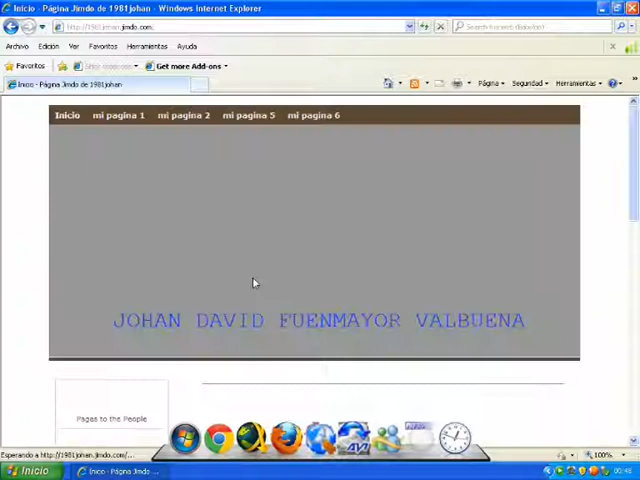 Inicio - Página Jimdo de 1981johan - Windows Internet Explorer
http://1981johan.jimdo.com
Archivo Edición Ver Favoritos Herramientas Ayuda
Favoritos Get more Add-ons
Inicio - Página Jimdo de 1981johan
Página Seguridad Herramientas
Inicio mi pagina 1 mi pagina 2 mi pagina 5 mi pagina 6
JOHAN DAVID FUENMAYOR VALBUENA
Pages to the People
Esperando a http://1981johan.jimdo.com/...
100%
Inicio
Inicio - Página Jimdo ...
00:48